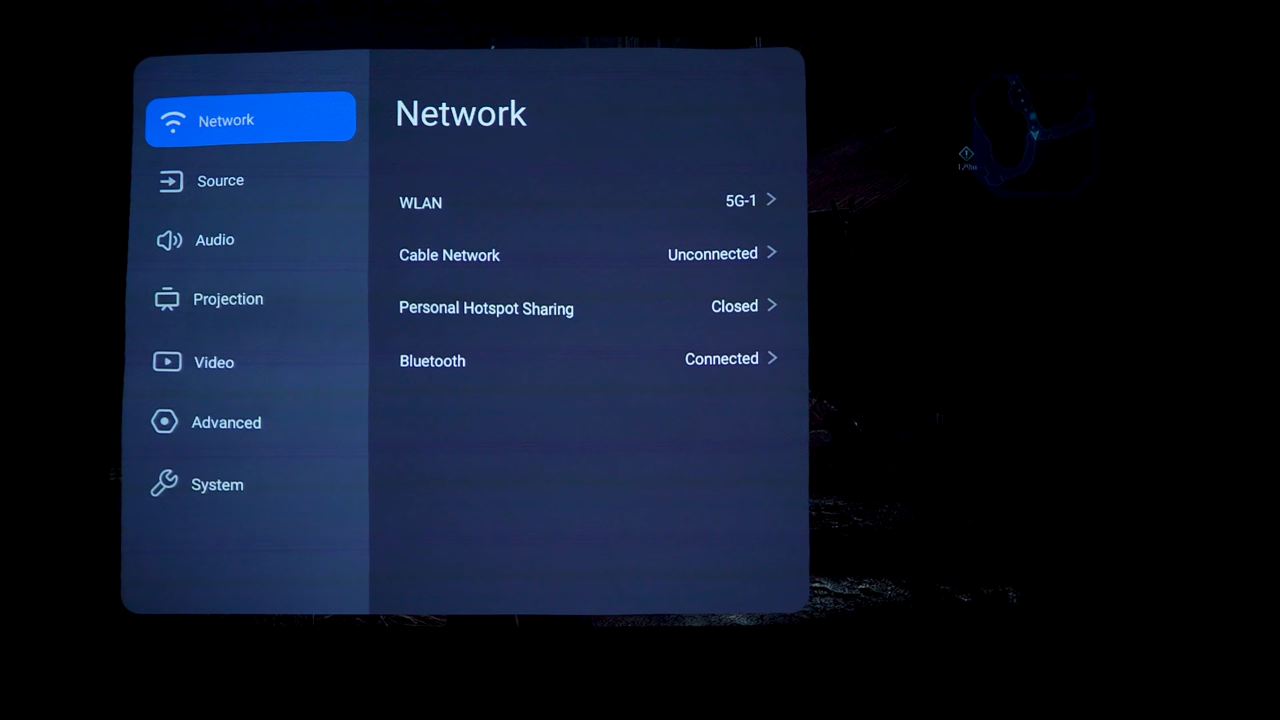 Network
Source
Audio
Projection
Video
Advanced
System
Network
WLAN 5G-1
Cable Network Unconnected
Personal Hotspot Sharing Closed
Bluetooth Connected